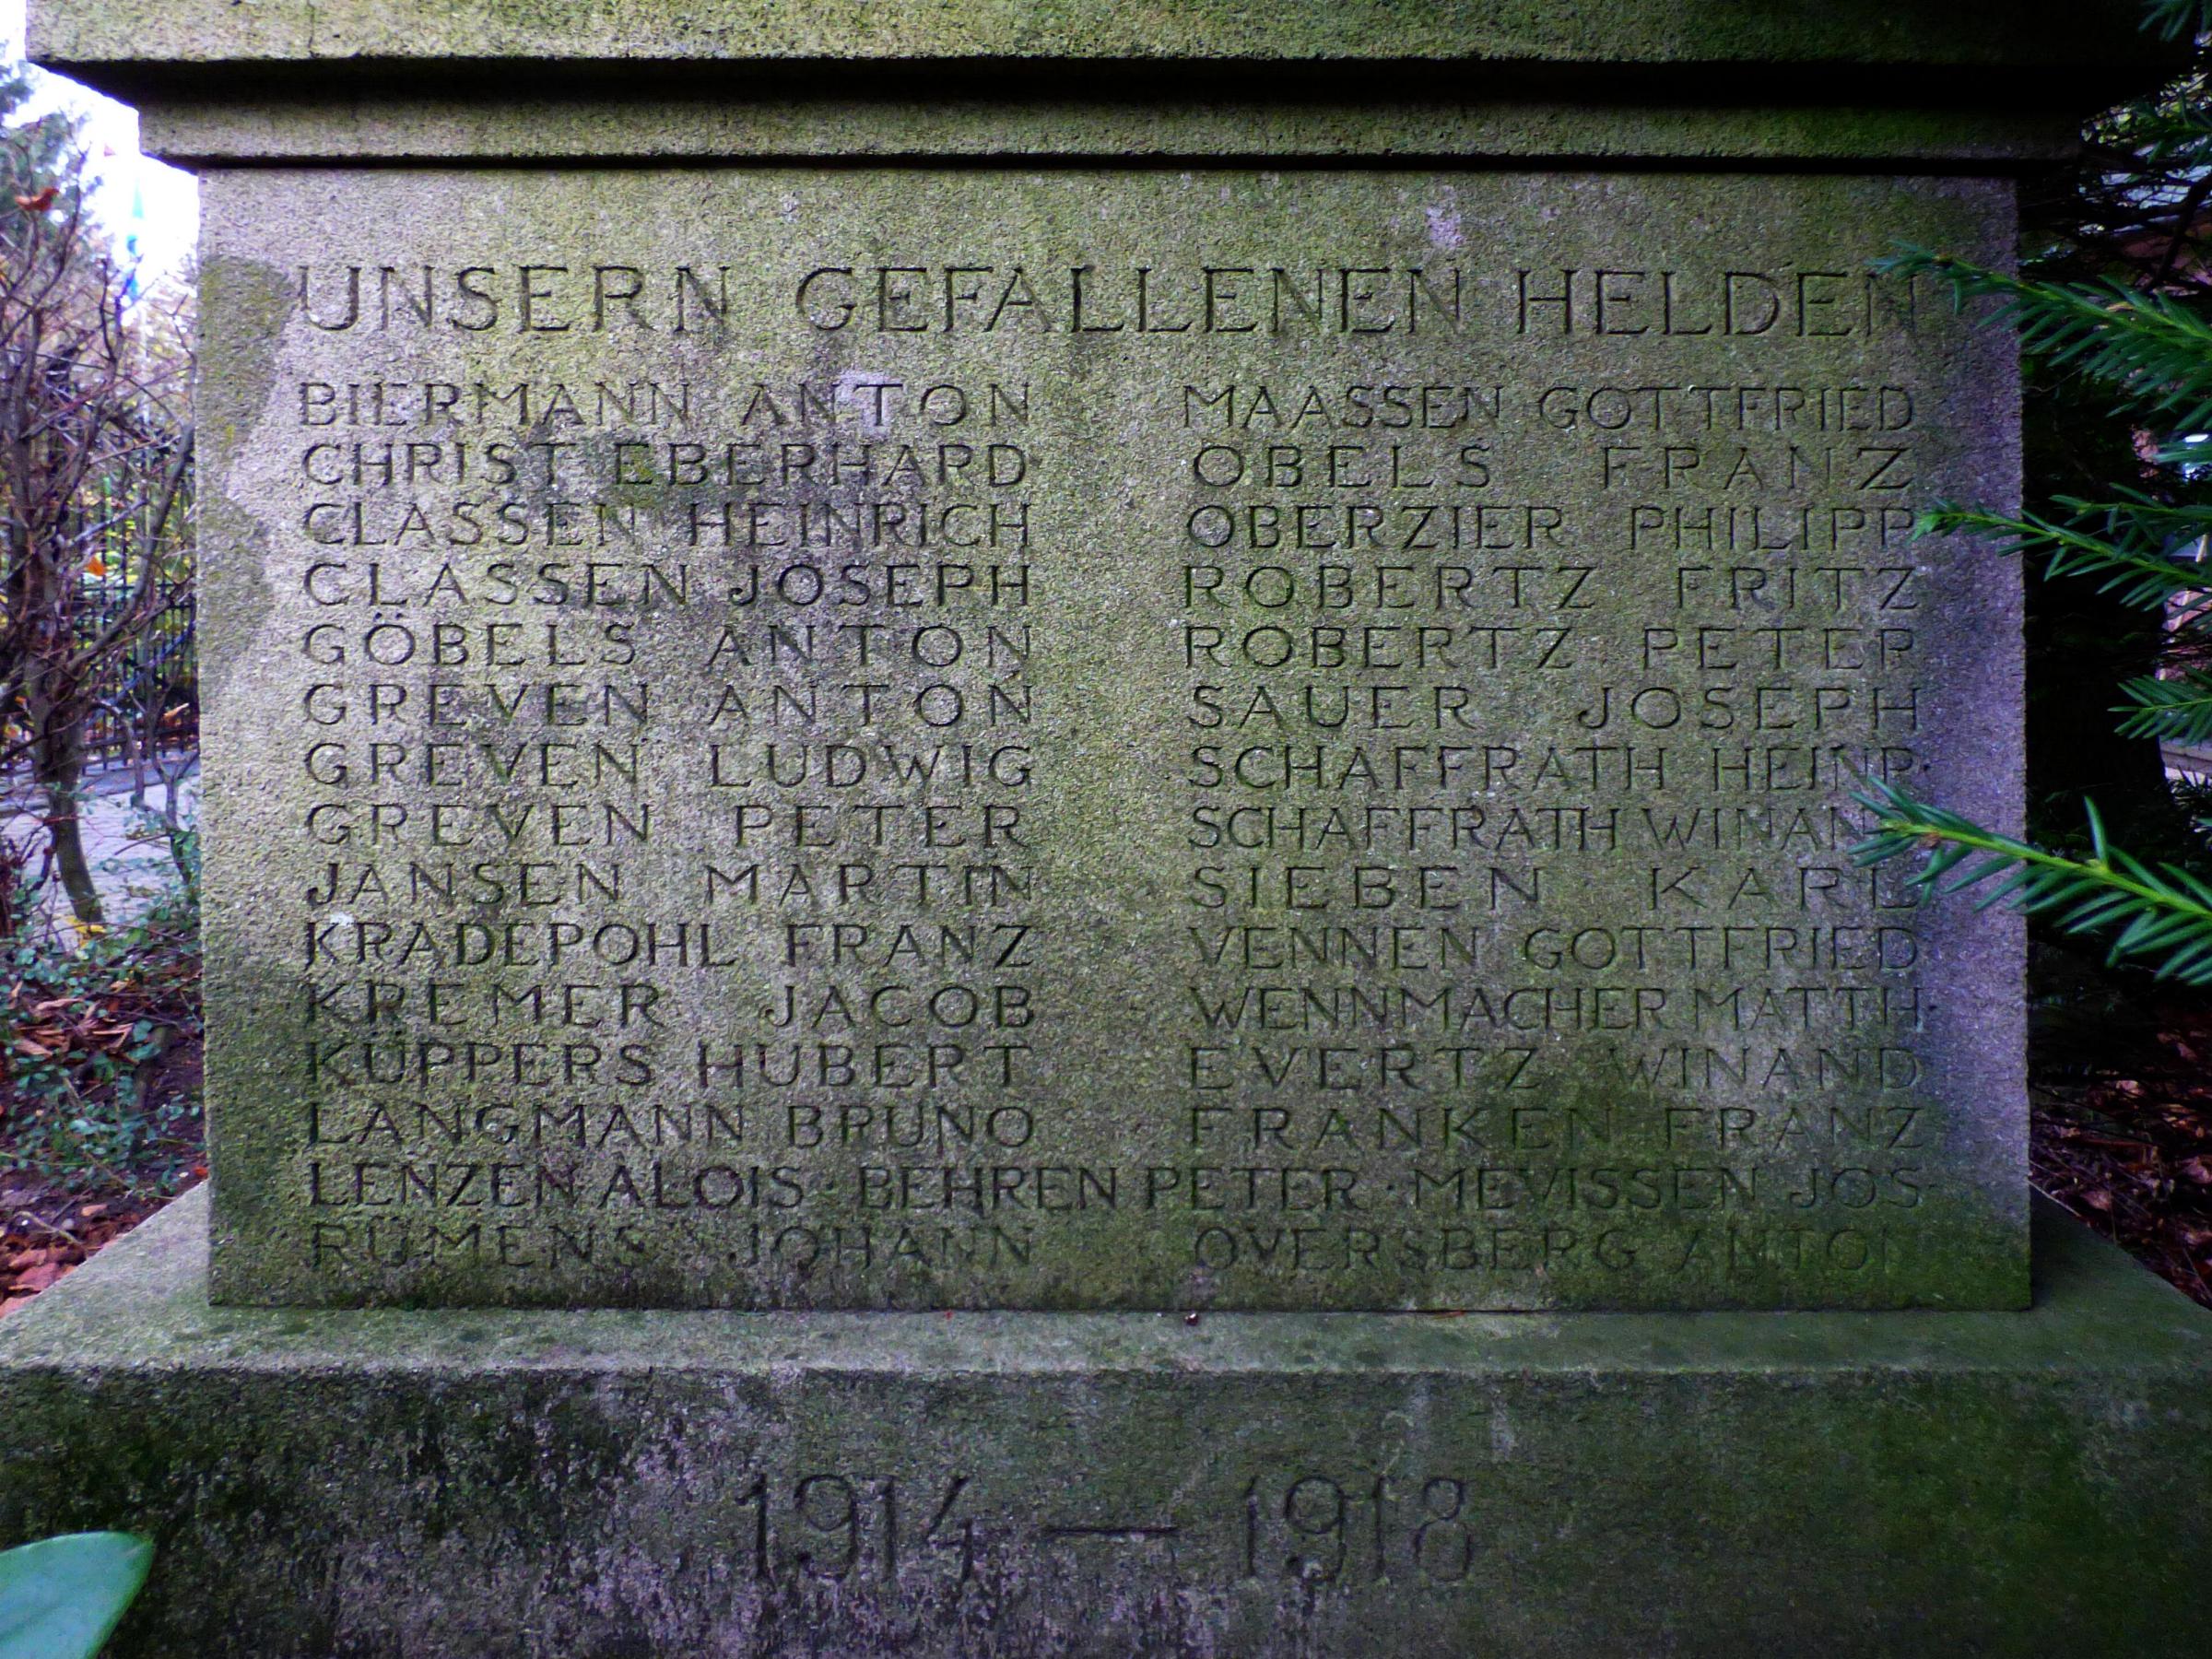 UNSERN GEFALLENEN HELDEN
BIERMANN ANTON
CHRIST EBERHARD
CLASSEN HEINRICH
CLASSEN JOSEPH
GÖBELS ANTON
GREVEN ANTON
GREVEN LUDWIG
GREVEN PETER
JANSEN MARTIN
KRADEPOHL FRANZ
KREMER JACOB
KÜPPERS HUBERT
LANGMANN BRUNO
MAASSEN GOTTFRIED
OBELS FRANZ
OBERZIER PHILIPP
ROBERTZ FRITZ
ROBERTZ PETER
SAUER JOSEPH
SCHAFFRATH HEINR·
SCHAFFRATH
SIEBEN KARL
VENNEN GOTTFRIED
WENNMACHER MATTH·
EVERTZ WINAND
FRANKEN FRANZ
LENZEN ALOIS · BEHREN PETER · MEVISSEN JOS·
RÜMENS JOHANN OVERSBERG ANTON
1914 — 1918